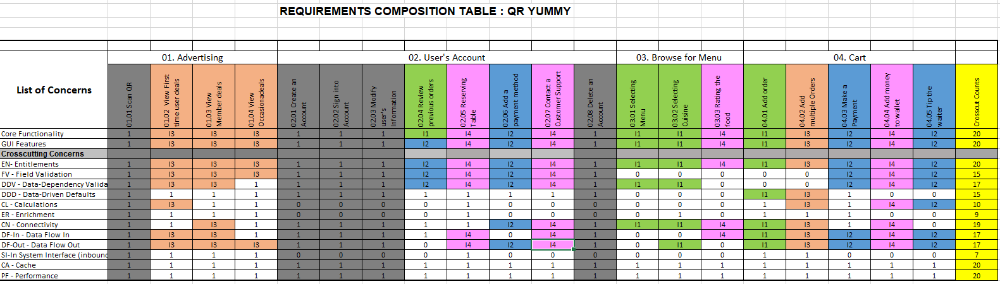 REQUIREMENTS COMPOSITION TABLE : QR YUMMY
01. Advertising 02. User's Account 03. Browse for Menu 04. Cart
List of Concerns
01.01 Scan QR
01.02 View First
time user deals
01.03 View
Member deals
01.04 View
Occasionadeals
02.01 Create an
Account
02.02 Sign into
Account
02.03 Modify
user's
Information
02.04 Review
previous orders
02.05 Reserving
Table
02.06 Add a
payment method
02.07 Contact a
Customer Support
02.08 Delete an
Account
03.01 Selecting
Menu
03.02 Selecting
Cuisine
03.03 Rating the
food
04.01 Add order
04.02 Add
multiple Orders
04.03 Make a
Payment
04.04 Add money
to wallet
04.05 Tip the
waiter
Crosscut Counts
Core Functionality 1 I3 I3 I3 1 1 1 I1 I4 I2 I4 1 I1 I1 I4 I1 I3 I2 I4 I2 20
GUI Features 1 I3 I3 I3 1 1 1 I2 I4 I2 I4 1 I1 I1 I4 I1 I3 I2 I4 I2 20
Crosscutting Concerns
EN- Entitlements 1 I3 I3 I3 1 1 1 I2 I4 I2 I4 1 I1 I1 I4 I1 I3 I2 I4 I2 20
FV - Field Validation 1 I3 I3 I3 1 1 1 I2 I4 I2 I4 1 0 0 0 0 0 I2 I4 I2 15
DDV - Data-Dependency Valida 1 I3 I3 1 1 1 1 I2 I4 I2 I4 1 I1 I1 0 0 0 I2 I4 I2 17
DDD - Data-Driven Defaults 1 1 1 1 1 1 1 1 1 1 1 1 0 0 0 I1 I3 1 0 0 15
CL - Calculations 1 I3 1 1 0 0 0 0 1 0 0 0 0 0 0 1 I3 1 I4 I2 10
ER - Enrichment 1 1 1 1 0 0 0 0 1 0 0 0 0 1 0 1 1 1 0 0 9
CN - Connectivity 1 1 I3 1 1 1 1 1 1 I2 I4 1 I1 I1 I4 I1 I3 1 I4 0 19
DF-In - Data Flow In 1 I3 I3 1 1 1 1 1 I4 0 I4 1 0 0 I4 I1 I3 I2 I4 I2 17
DF-Out - Data Flow Out 1 I3 I3 I3 1 1 1 0 I4 I2 I4 1 0 I1 0 I1 I3 I2 I4 I2 17
SI-In System Interface (inbound 1 1 1 1 0 0 0 0 1 0 0 0 0 0 0 1 1 0 0 0 7
CA - Cache 1 1 1 1 1 1 1 1 1 1 1 1 1 1 1 1 1 1 1 1 20
PF - Performance 1 1 1 1 1 1 1 1 1 1 1 1 1 1 1 1 1 1 1 1 20